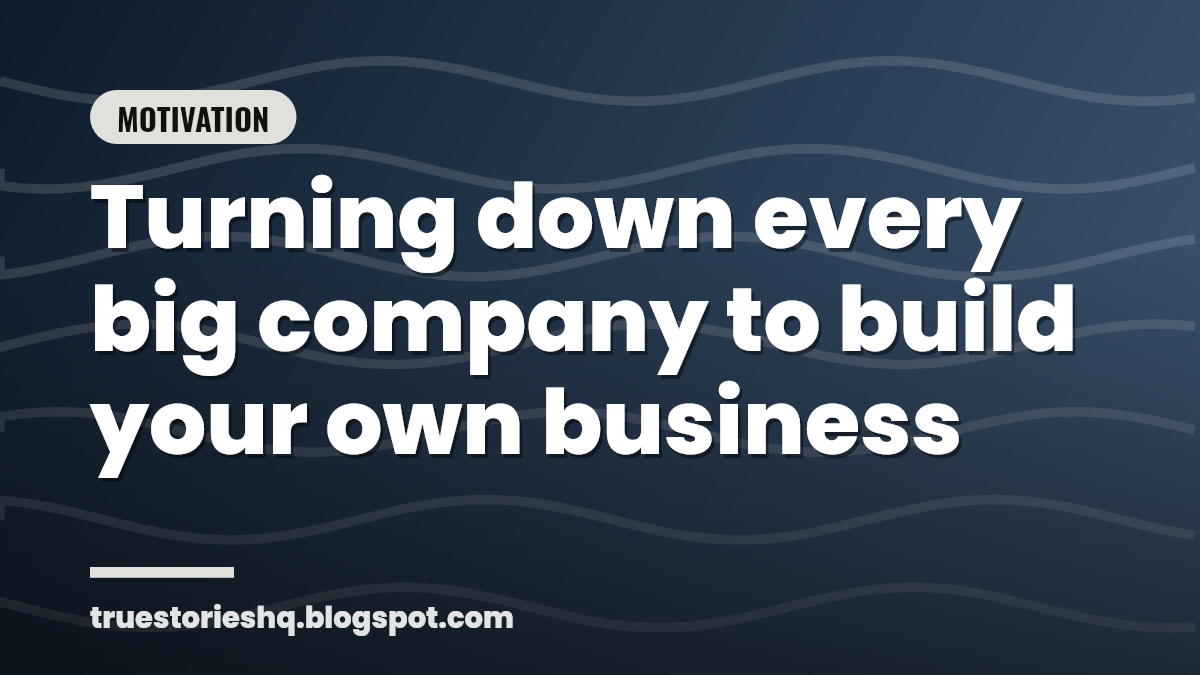 MOTIVATION
Turning down every
big company to build
your own business
truestorieshq.blogspot.com